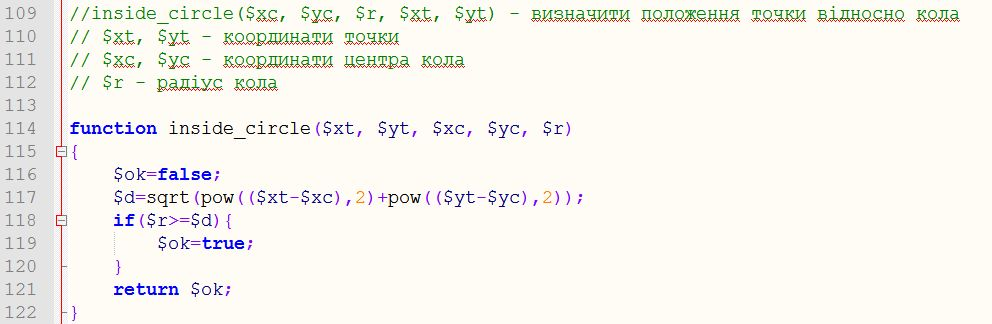 109 //inside_circle($xc, $yc, $r, $xt, $yt) - визначити положення точки відносно кола
110 // $xt, $yt - координати точки
111 // $xc, $yc - координати центра кола
112 // $r - радіус кола
113
114 function inside_circle($xt, $yt, $xc, $yc, $r)
115 {
116 $ok=false;
117 $d=sqrt(pow(($xt-$xc),2)+pow(($yt-$yc),2));
118 if($r>=$d){
119 $ok=true;
120 }
121 return $ok;
122 }